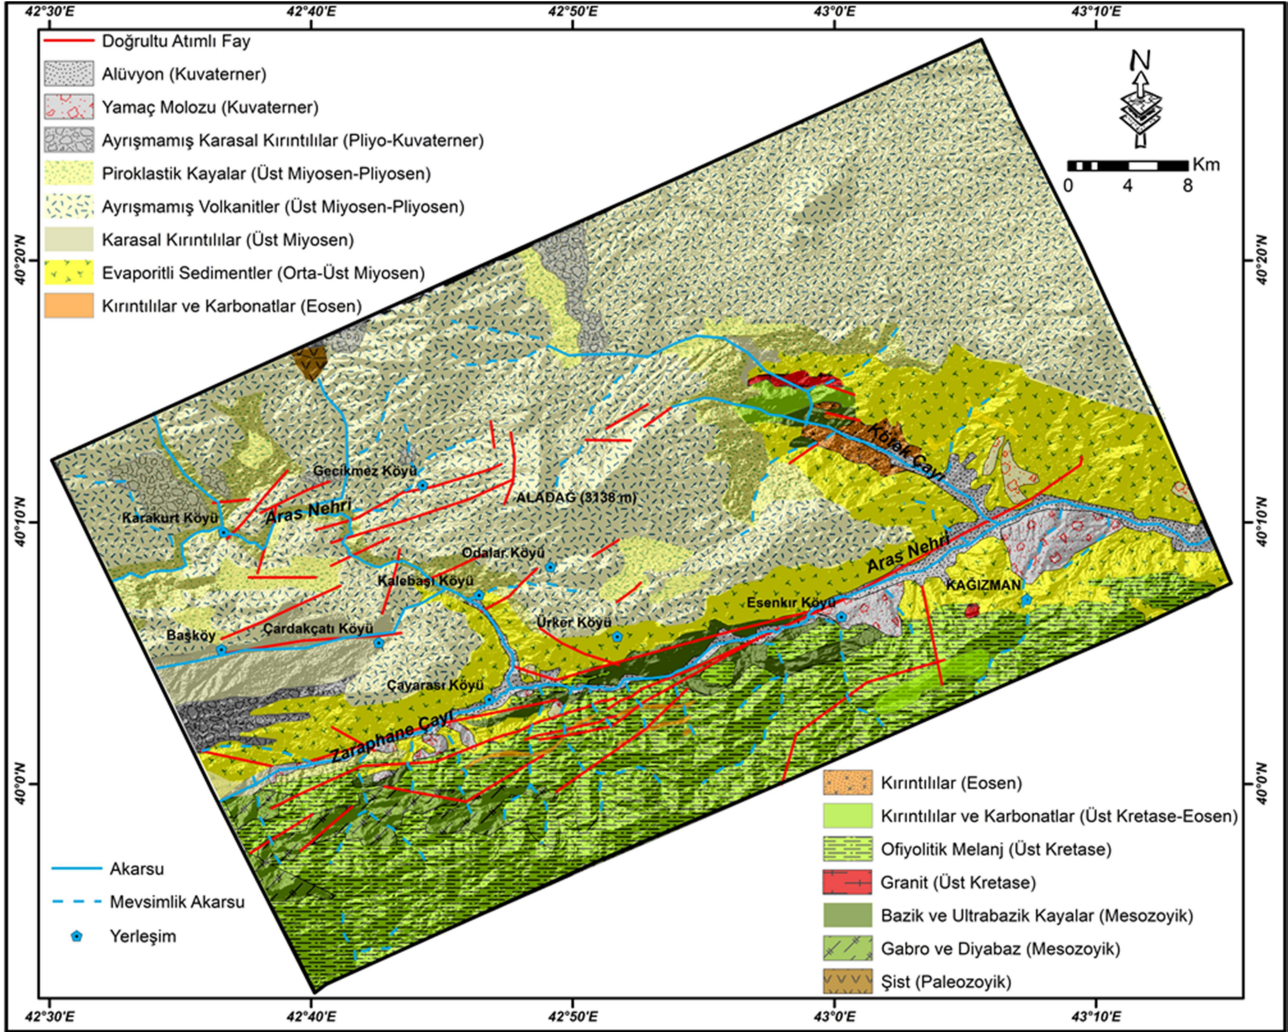 42°30'E 42°40'E 42°50'E 43°0'E 43°10'E
Doğrultu Atımlı Fay
Alüvyon (Kuvaterner)
Yamaç Molozu (Kuvaterner)
Ayrışmamış Karasal Kırıntılılar (Pliyo-Kuvaterner)
Piroklastik Kayalar (Üst Miyosen-Pliyosen)
Ayrışmamış Volkanitler (Üst Miyosen-Pliyosen)
Karasal Kırıntılılar (Üst Miyosen)
Evaporitli Sedimentler (Orta-Üst Miyosen)
Kırıntılılar ve Karbonatlar (Eosen)
N
Km
0 4 8
40°20'N 40°20'N
Kötek Çayı
Gecikmez Köyü
ALADAĞ (3138 m)
Karakurt Köyü
Aras Nehri
40°10'N 40°10'N
Odalar Köyü
Aras Nehri
Kalebaşı Köyü
KAĞIZMAN
Esenkır Köyü
Başköy
Çardakçatı Köyü
Ürker Köyü
Çayarası Köyü
Zaraphane Çayı
40°0'N 40°0'N
Akarsu
Mevsimlik Akarsu
Yerleşim
Kırıntılılar (Eosen)
Kırıntılılar ve Karbonatlar (Üst Kretase-Eosen)
Ofiyolitik Melanj (Üst Kretase)
Granit (Üst Kretase)
Bazik ve Ultrabazik Kayalar (Mesozoyik)
Gabro ve Diyabaz (Mesozoyik)
Şist (Paleozoyik)
42°30'E 42°40'E 42°50'E 43°0'E 43°10'E